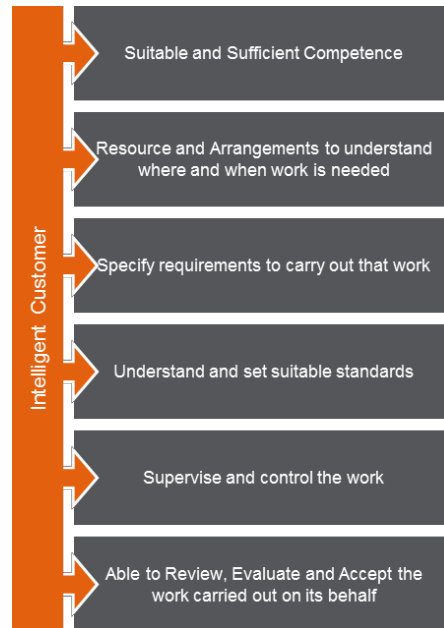 Intelligent Customer
Suitable and Sufficient Competence
Resource and Arrangements to understand
where and when work is needed
Specify requirements to carry out that work
Understand and set suitable standards
Supervise and control the work
Able to Review, Evaluate and Accept the
work carried out on its behalf